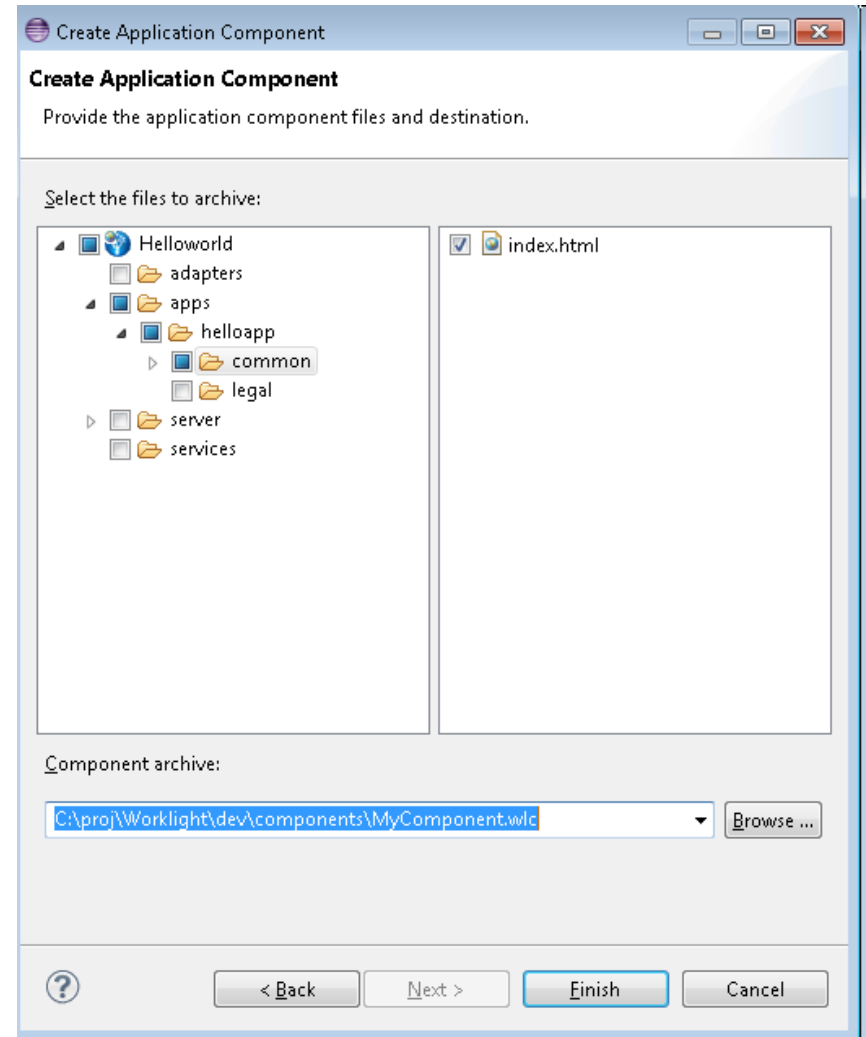 Create Application Component
Create Application Component
Provide the application component files and destination.
Select the files to archive:
Helloworld
adapters
apps
helloapp
common
legal
server
services
index.html
Component archive:
C:\proj\Worklight\dev\components\MyComponent.wlc
Browse ...
< Back
Next >
Finish
Cancel